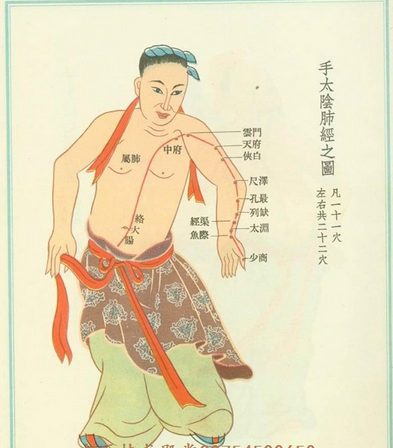 手太陰肺經之圖
凡一十一穴
左右共二十二穴
雲門
天府
俠白
中府
屬肺
尺澤
孔最
列缺
經渠
太淵
魚際
少商
絡大腸